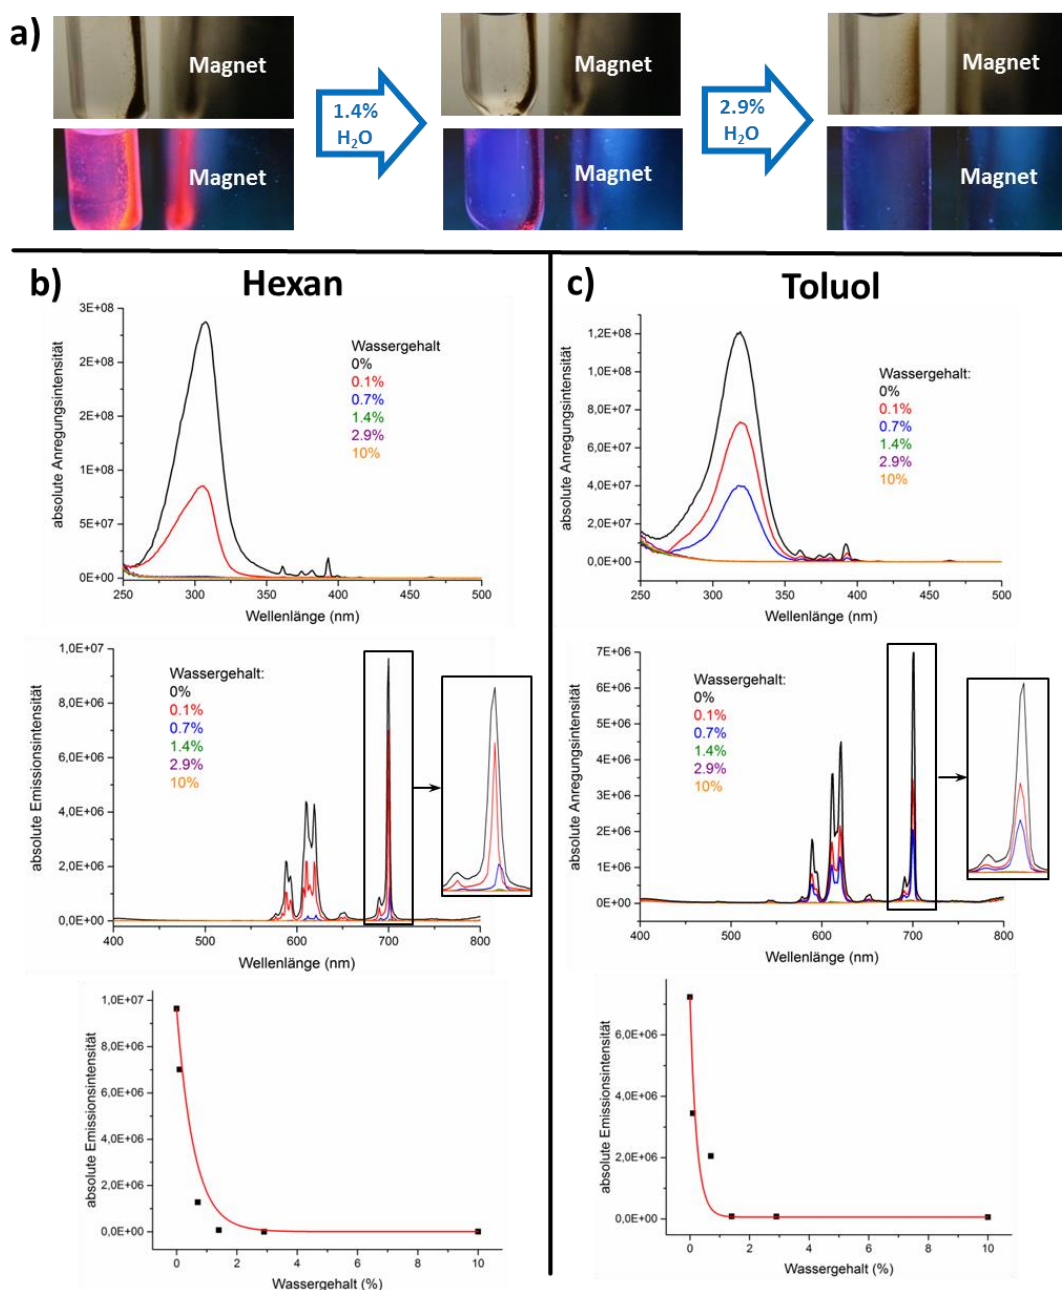 a)
Magnet
Magnet
1.4%
H₂O
Magnet
Magnet
2.9%
H₂O
Magnet
Magnet
b)
Hexan
absolute Anregungsintensität
3E+08
2E+08
2E+08
1E+08
5E+07
0E+00
Wassergehalt
0%
0.1%
0.7%
1.4%
2.9%
10%
250
300
350
400
450
500
Wellenlänge (nm)
absolute Emissionsintensität
1,0E+07
8,0E+06
6,0E+06
4,0E+06
2,0E+06
0,0E+00
Wassergehalt:
0%
0.1%
0.7%
1.4%
2.9%
10%
400
500
600
700
800
Wellenlänge (nm)
absolute Emissionsintensität
1,0E+07
8,0E+06
6,0E+06
4,0E+06
2,0E+06
0,0E+00
0
2
4
6
8
10
Wassergehalt (%)
c)
Toluol
absolute Anregungsintensität
1,2E+08
1,0E+08
8,0E+07
6,0E+07
4,0E+07
2,0E+07
0,0E+00
Wassergehalt:
0%
0.1%
0.7%
1.4%
2.9%
10%
250
300
350
400
450
500
Wellenlänge (nm)
absolute Anregungsintensität
7E+06
6E+06
5E+06
4E+06
3E+06
2E+06
1E+06
0E+00
Wassergehalt:
0%
0.1%
0.7%
1.4%
2.9%
10%
400
500
600
700
800
Wellenlänge (nm)
absolute Emissionsintensität
6,0E+06
4,0E+06
2,0E+06
0,0E+00
0
2
4
6
8
10
Wassergehalt (%)